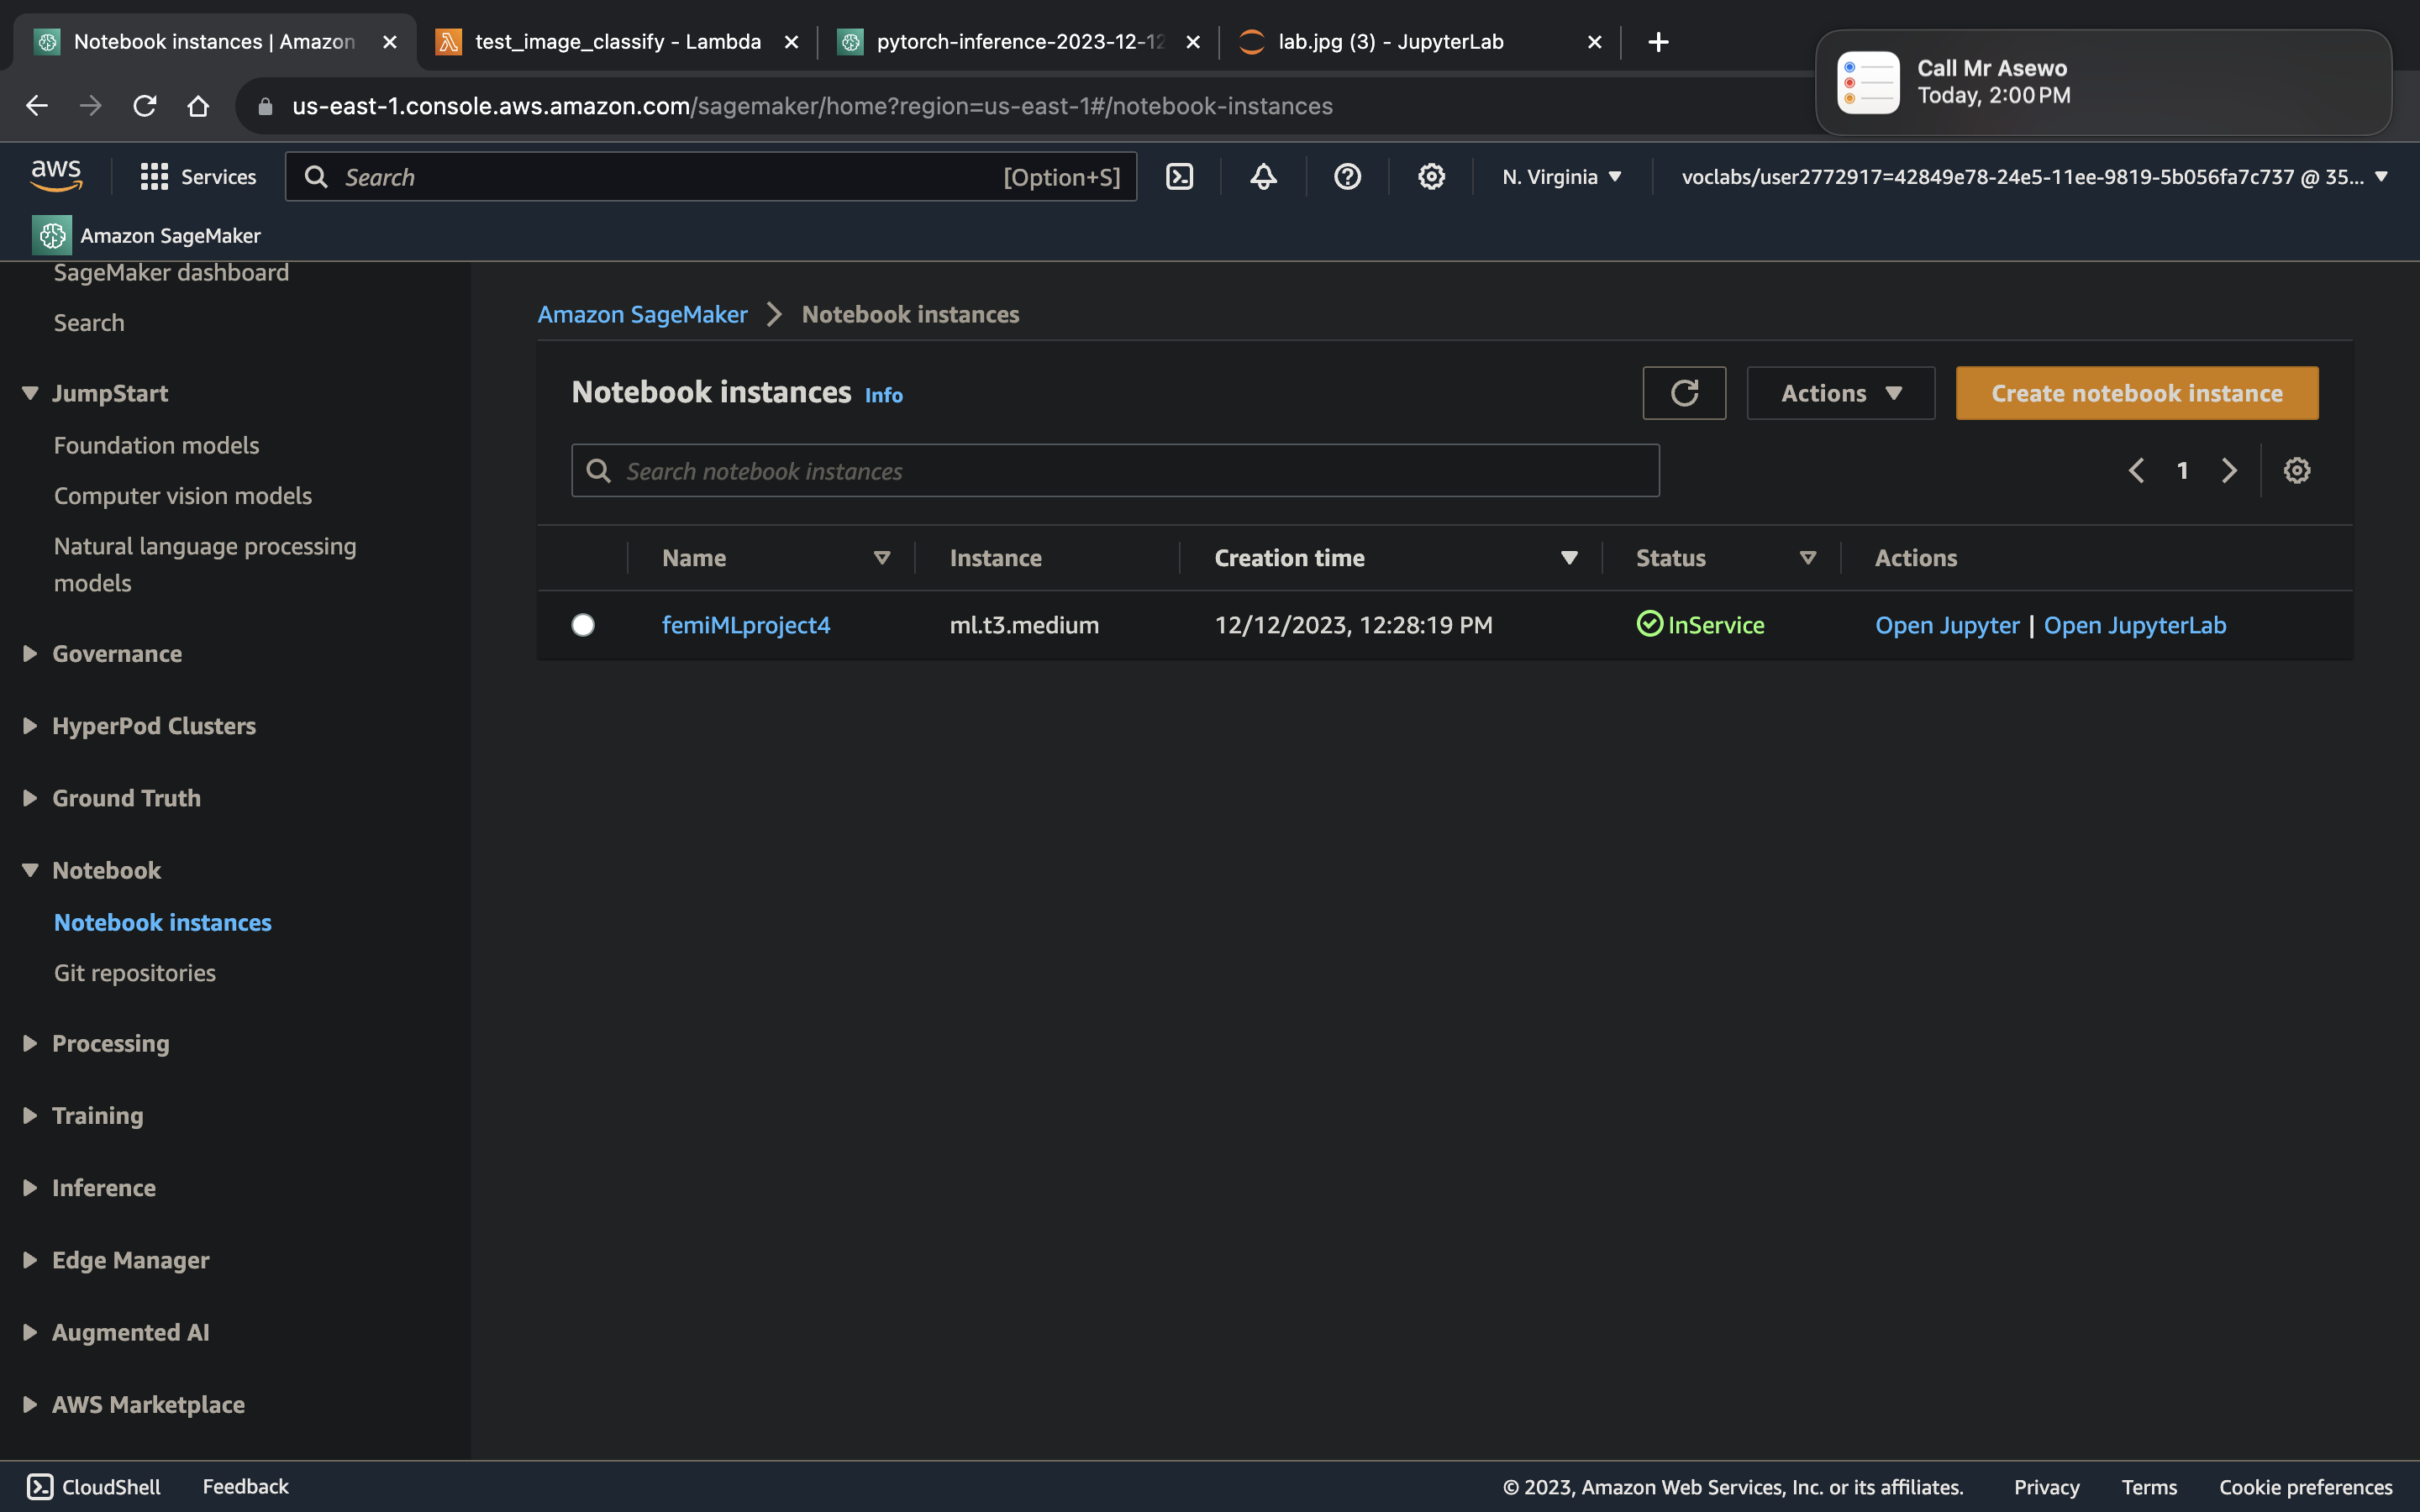 Notebook instances | Amazon
test_image_classify - Lambda
pytorch-inference-2023-12-12
lab.jpg (3) - JupyterLab
Call Mr Asewo
Today, 2:00 PM
us-east-1.console.aws.amazon.com/sagemaker/home?region=us-east-1#/notebook-instances
aws
Services
Search
[Option+S]
N. Virginia
voclabs/user2772917=42849e78-24e5-11ee-9819-5b056fa7c737 @ 35...
Amazon SageMaker
SageMaker dashboard
Search
JumpStart
Foundation models
Computer vision models
Natural language processing
models
Governance
HyperPod Clusters
Ground Truth
Notebook
Notebook instances
Git repositories
Processing
Training
Inference
Edge Manager
Augmented AI
AWS Marketplace
Amazon SageMaker > Notebook instances
Notebook instances Info
Actions
Create notebook instance
Search notebook instances
1
Name Instance Creation time Status Actions
femiMLproject4 ml.t3.medium 12/12/2023, 12:28:19 PM InService Open Jupyter | Open JupyterLab
CloudShell
Feedback
© 2023, Amazon Web Services, Inc. or its affiliates.
Privacy
Terms
Cookie preferences